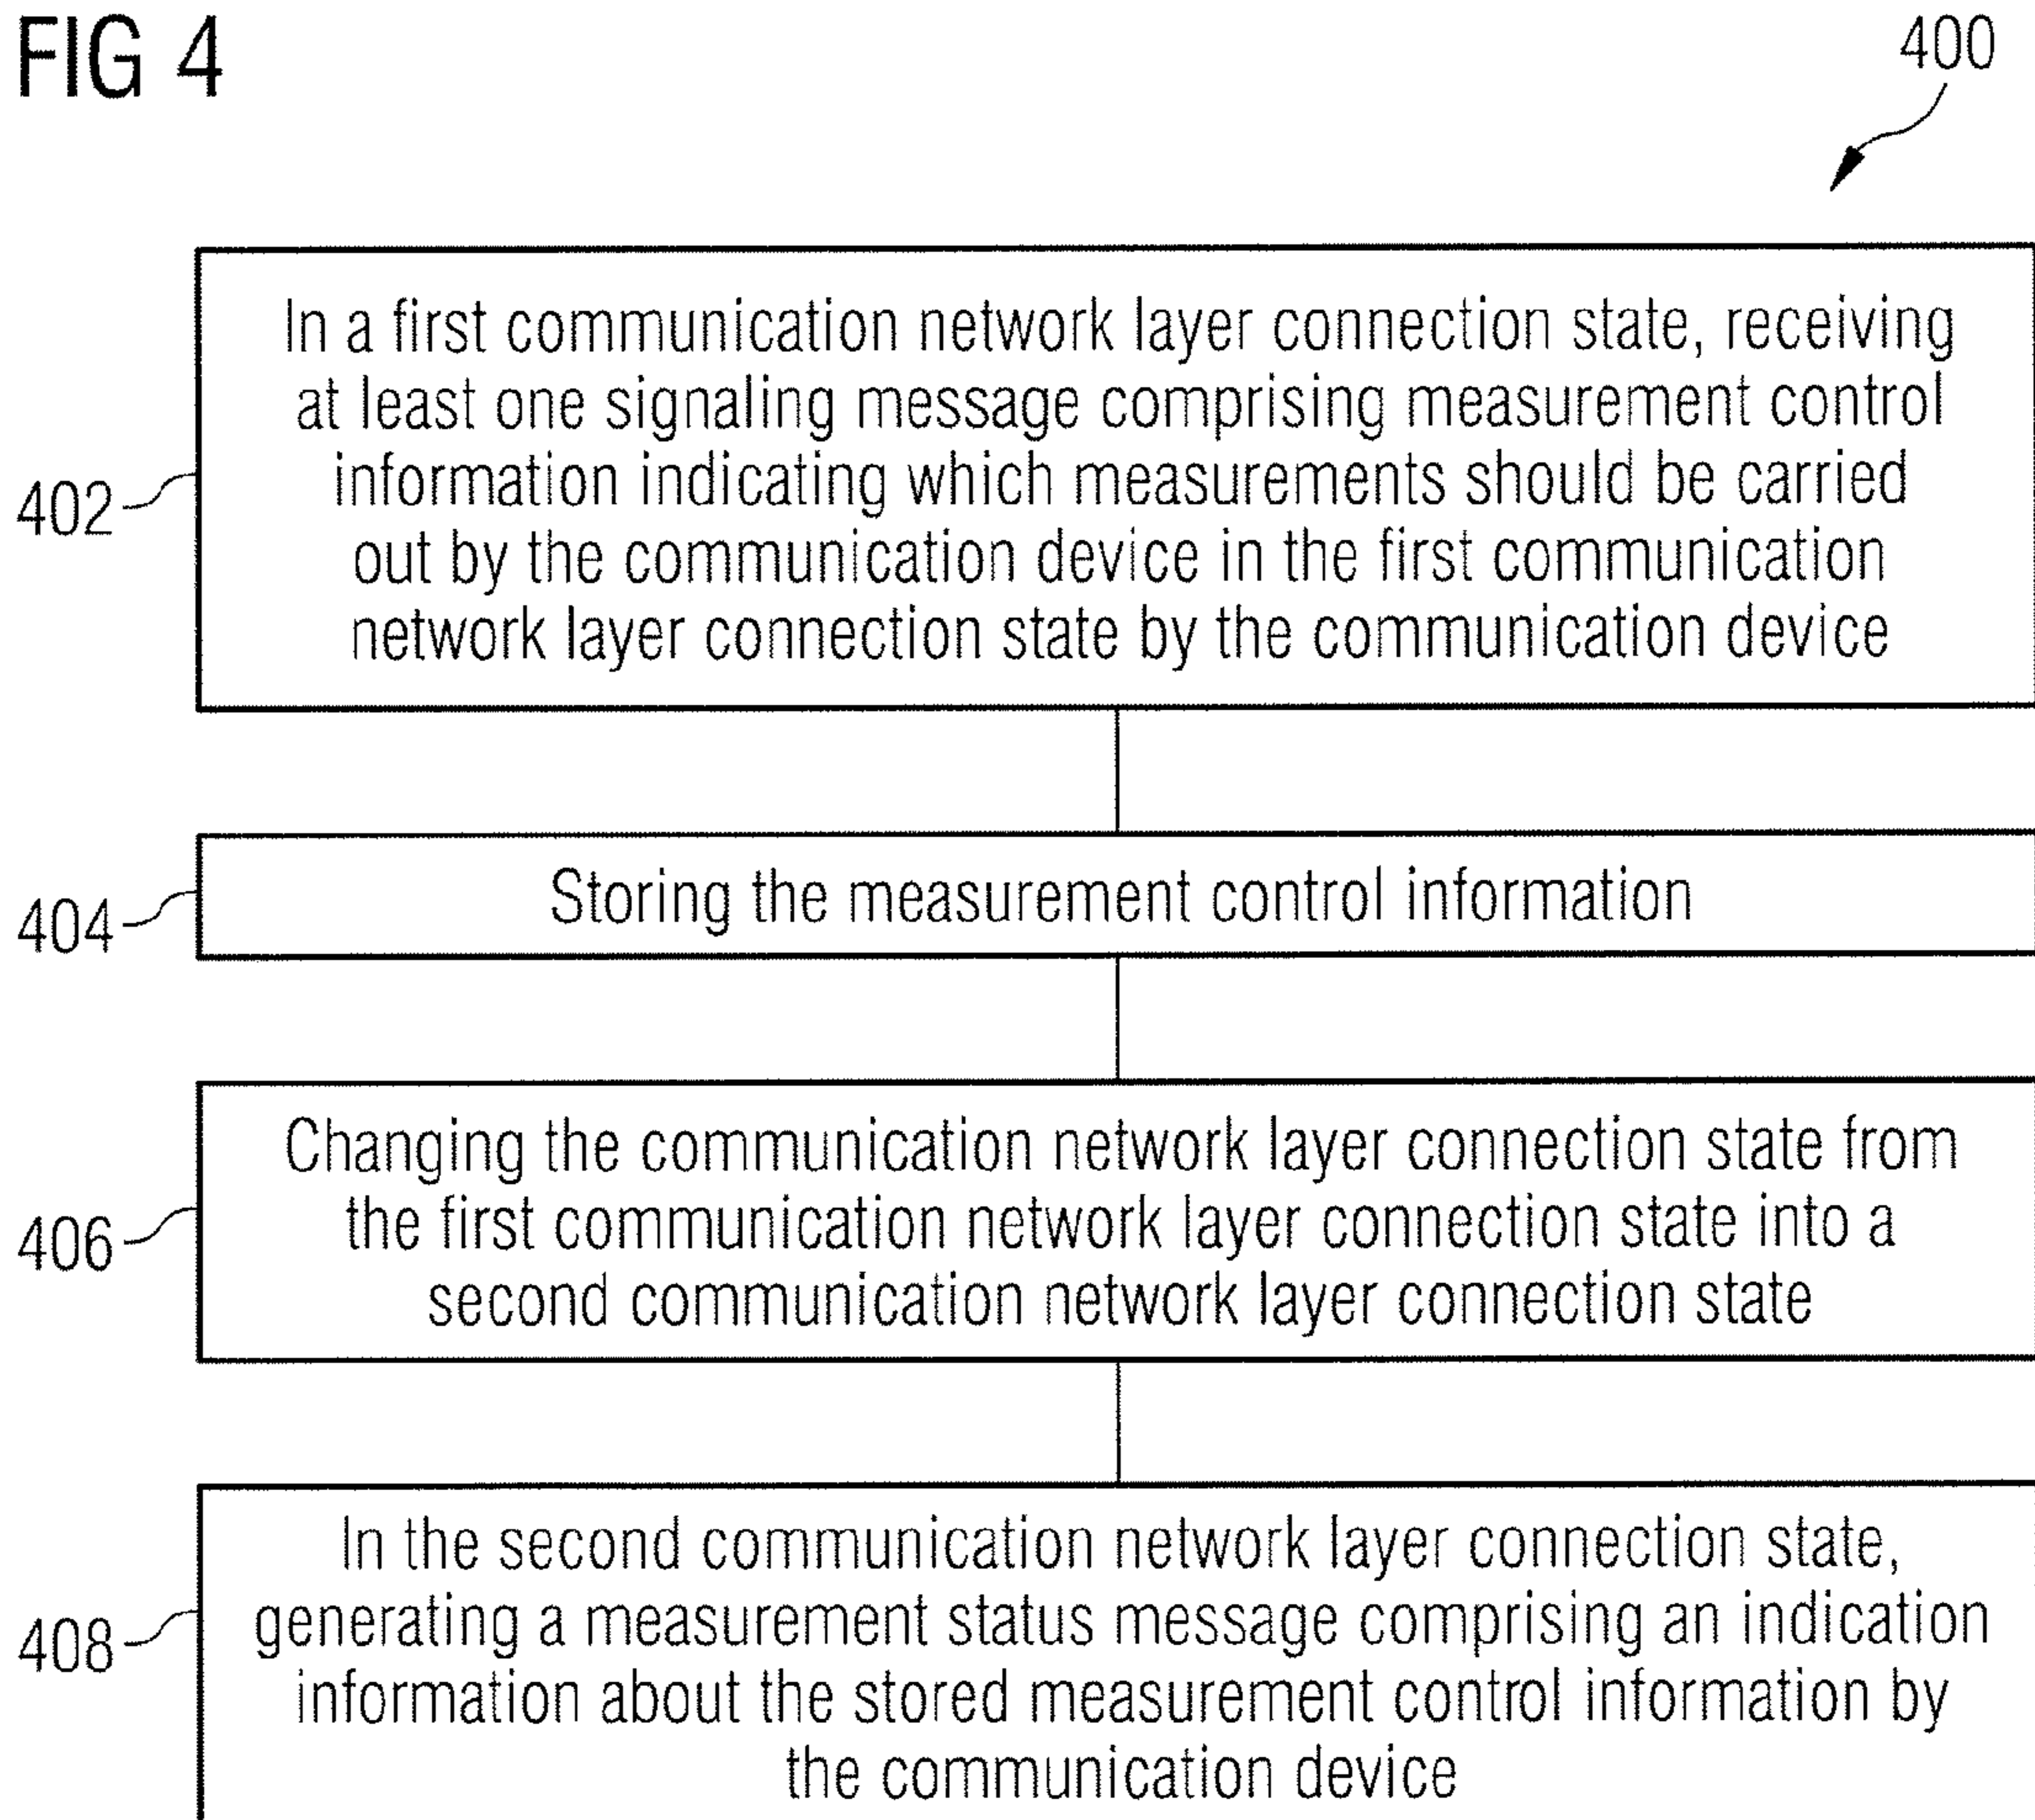 FIG 4
400
In a first communication network layer connection state, receiving
at least one signaling message comprising measurement control
information indicating which measurements should be carried
out by the communication device in the first communication
network layer connection state by the communication device
402
Storing the measurement control information
404
Changing the communication network layer connection state from
the first communication network layer connection state into a
second communication network layer connection state
406
In the second communication network layer connection state,
generating a measurement status message comprising an indication
information about the stored measurement control information by
the communication device
408